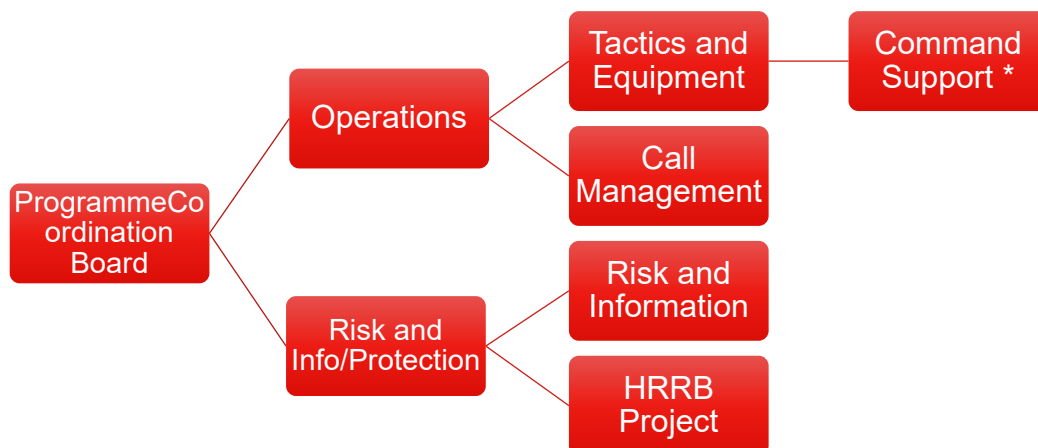 Tactics and
Equipment
Command
Support *
Operations
Call
Management
ProgrammeCo
ordination
Board
Risk and
Information
Risk and
Info/Protection
HRRB
Project